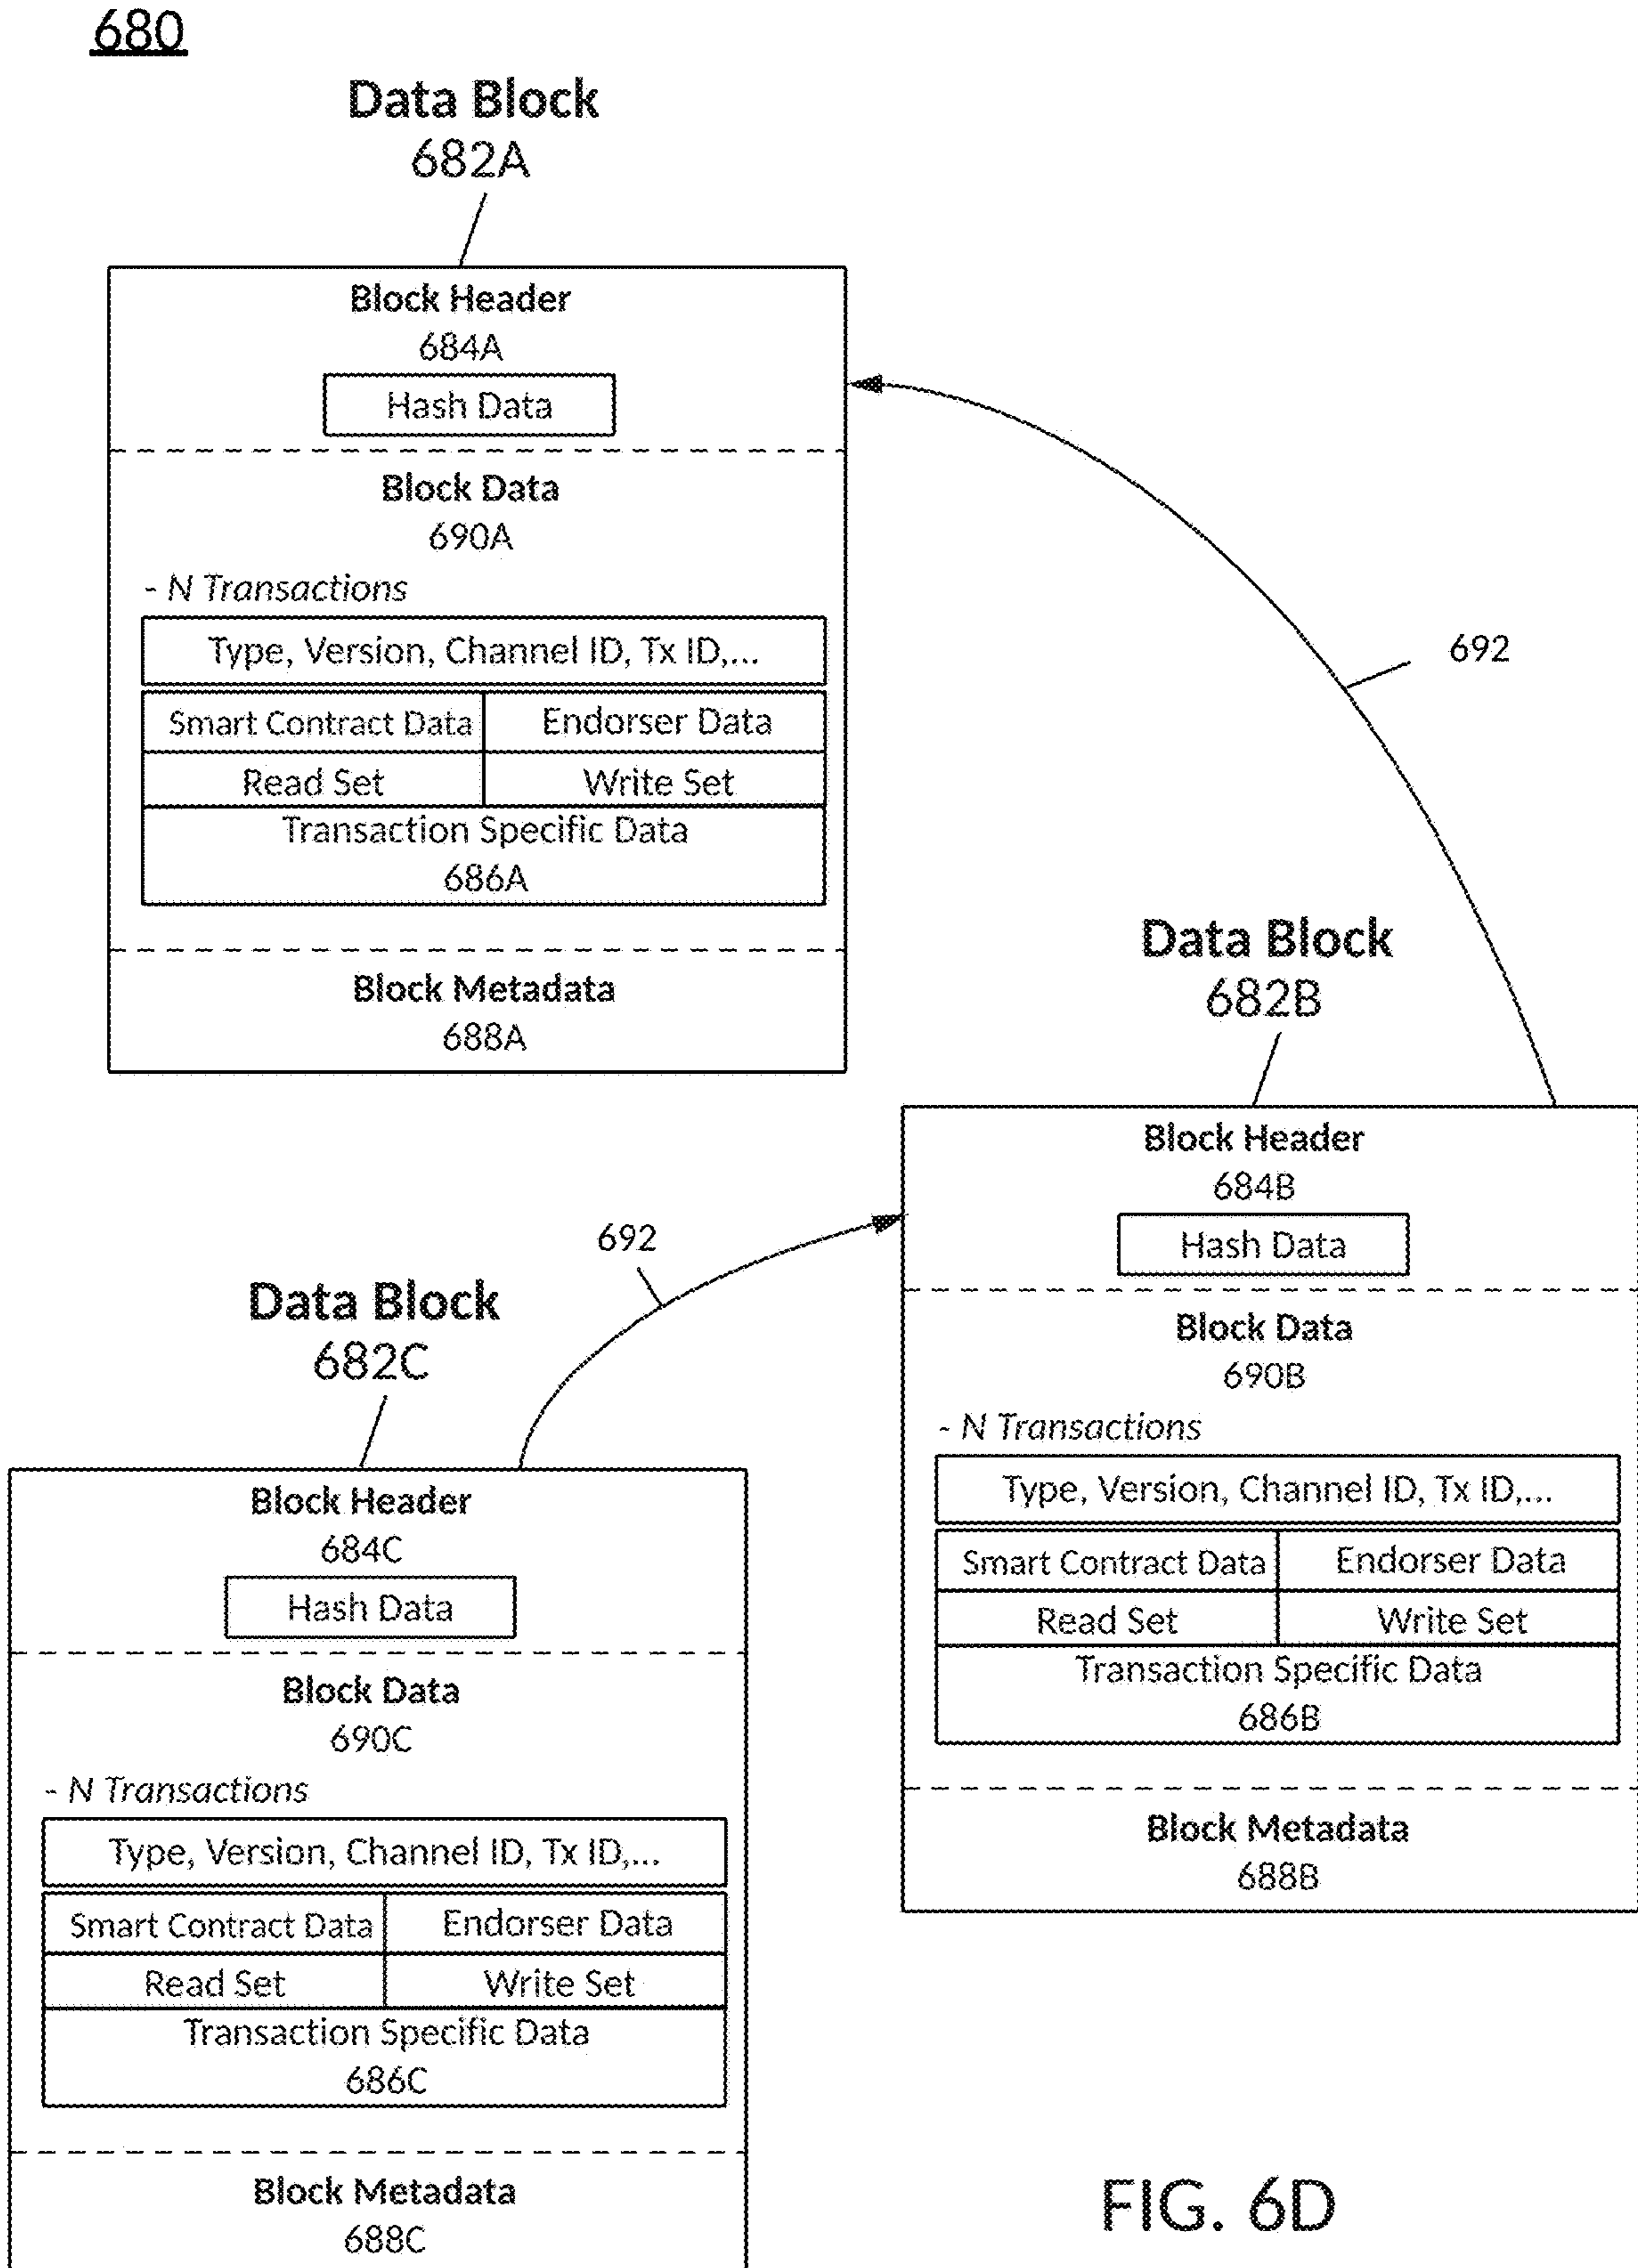 680
Data Block
682A
Block Header
684A
Hash Data
Block Data
690A
- N Transactions
Type, Version, Channel ID, Tx ID,...
Smart Contract Data
Endorser Data
Read Set
Write Set
Transaction Specific Data
686A
Block Metadata
688A
692
Data Block
682B
Block Header
684B
Hash Data
Block Data
690B
- N Transactions
Type, Version, Channel ID, Tx ID,...
Smart Contract Data
Endorser Data
Read Set
Write Set
Transaction Specific Data
686B
Block Metadata
688B
692
Data Block
682C
Block Header
684C
Hash Data
Block Data
690C
- N Transactions
Type, Version, Channel ID, Tx ID,...
Smart Contract Data
Endorser Data
Read Set
Write Set
Transaction Specific Data
686C
Block Metadata
688C
FIG. 6D